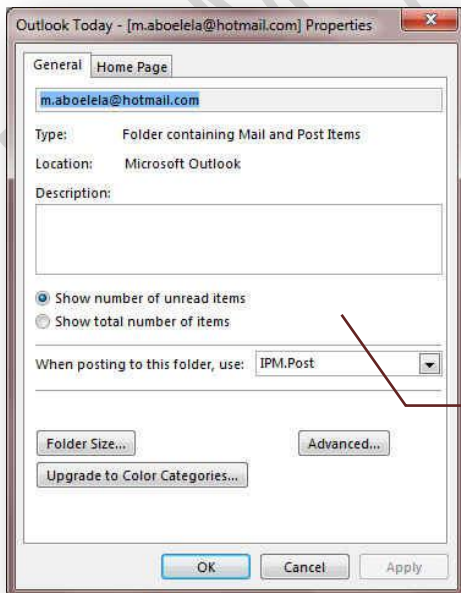 Outlook Today - [m.aboelela@hotmail.com] Properties
General Home Page
m.aboelela@hotmail.com
Type: Folder containing Mail and Post Items
Location: Microsoft Outlook
Description:
Show number of unread items
Show total number of items
When posting to this folder, use: IPM.Post
Folder Size... Advanced...
Upgrade to Color Categories...
OK Cancel Apply